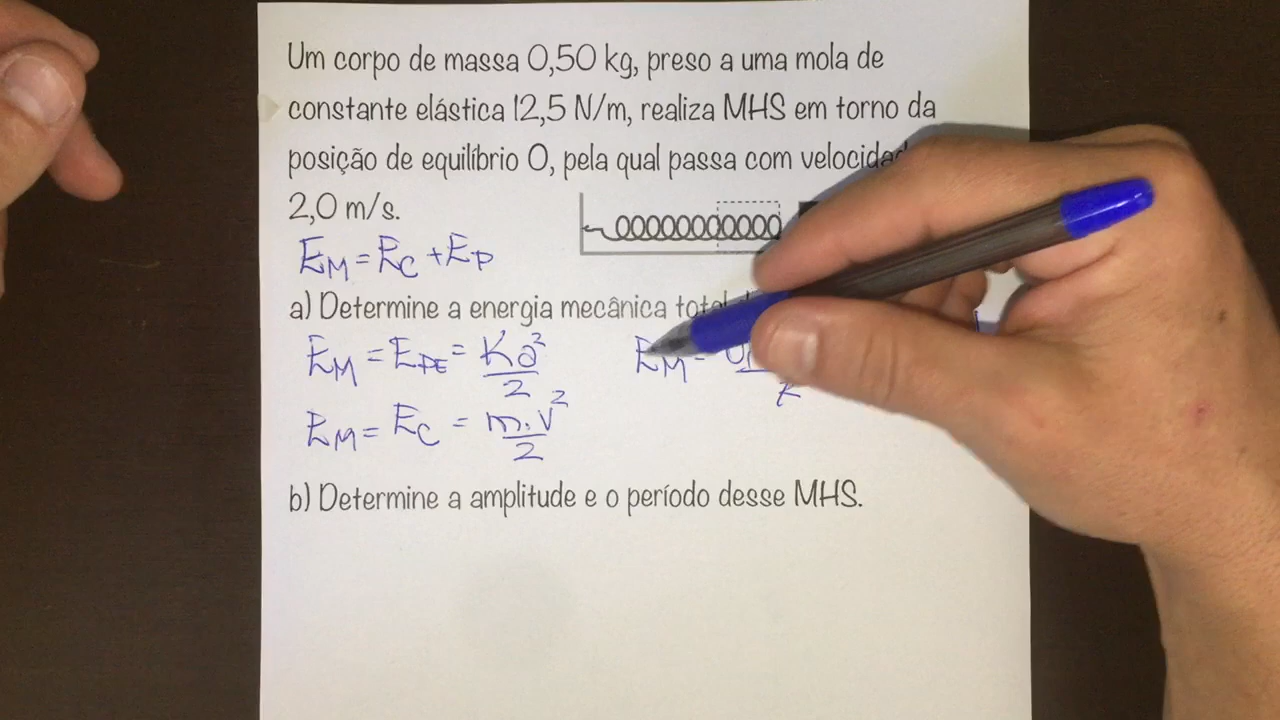 Um corpo de massa 0,50 kg, preso a uma mola de
constante elástica 12,5 N/m, realiza MHS em torno da
posição de equilíbrio O, pela qual passa com
2,0 m/s.
EM = EC + EP
a) Determine a energia mecânica
EM = EPE = Ka²/2
EM =
EM = EC = m.v²/2
b) Determine a amplitude e o período desse MHS.